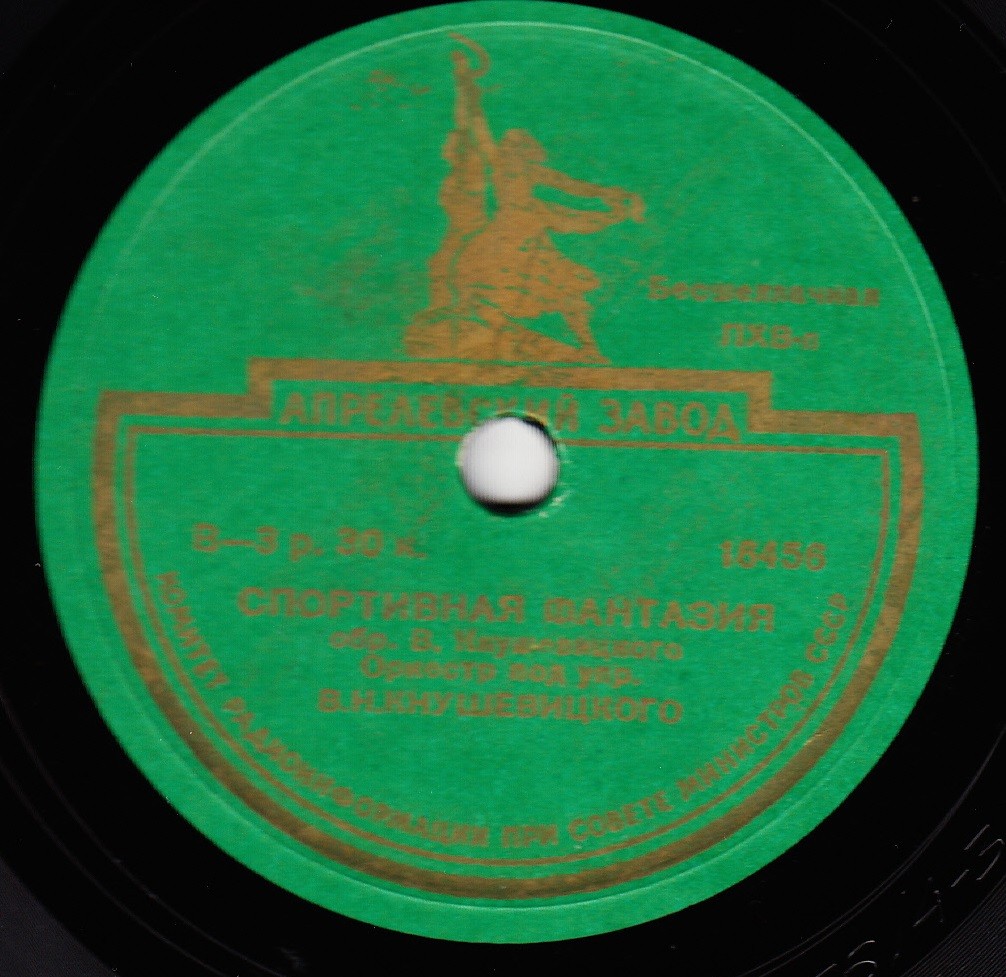 Бесшеллачная
ЛХВ-в
АПРЕЛЕВСКИЙ ЗАВОД
В—3 р. 30 к.
16456
СПОРТИВНАЯ ФАНТАЗИЯ
обр. В. Кнушевицкого
Оркестр под упр.
В.Н.КНУШЕВИЦКОГО
КОМИТЕТ РАДИОИНФОРМАЦИИ ПРИ СОВЕТЕ МИНИСТРОВ СССР